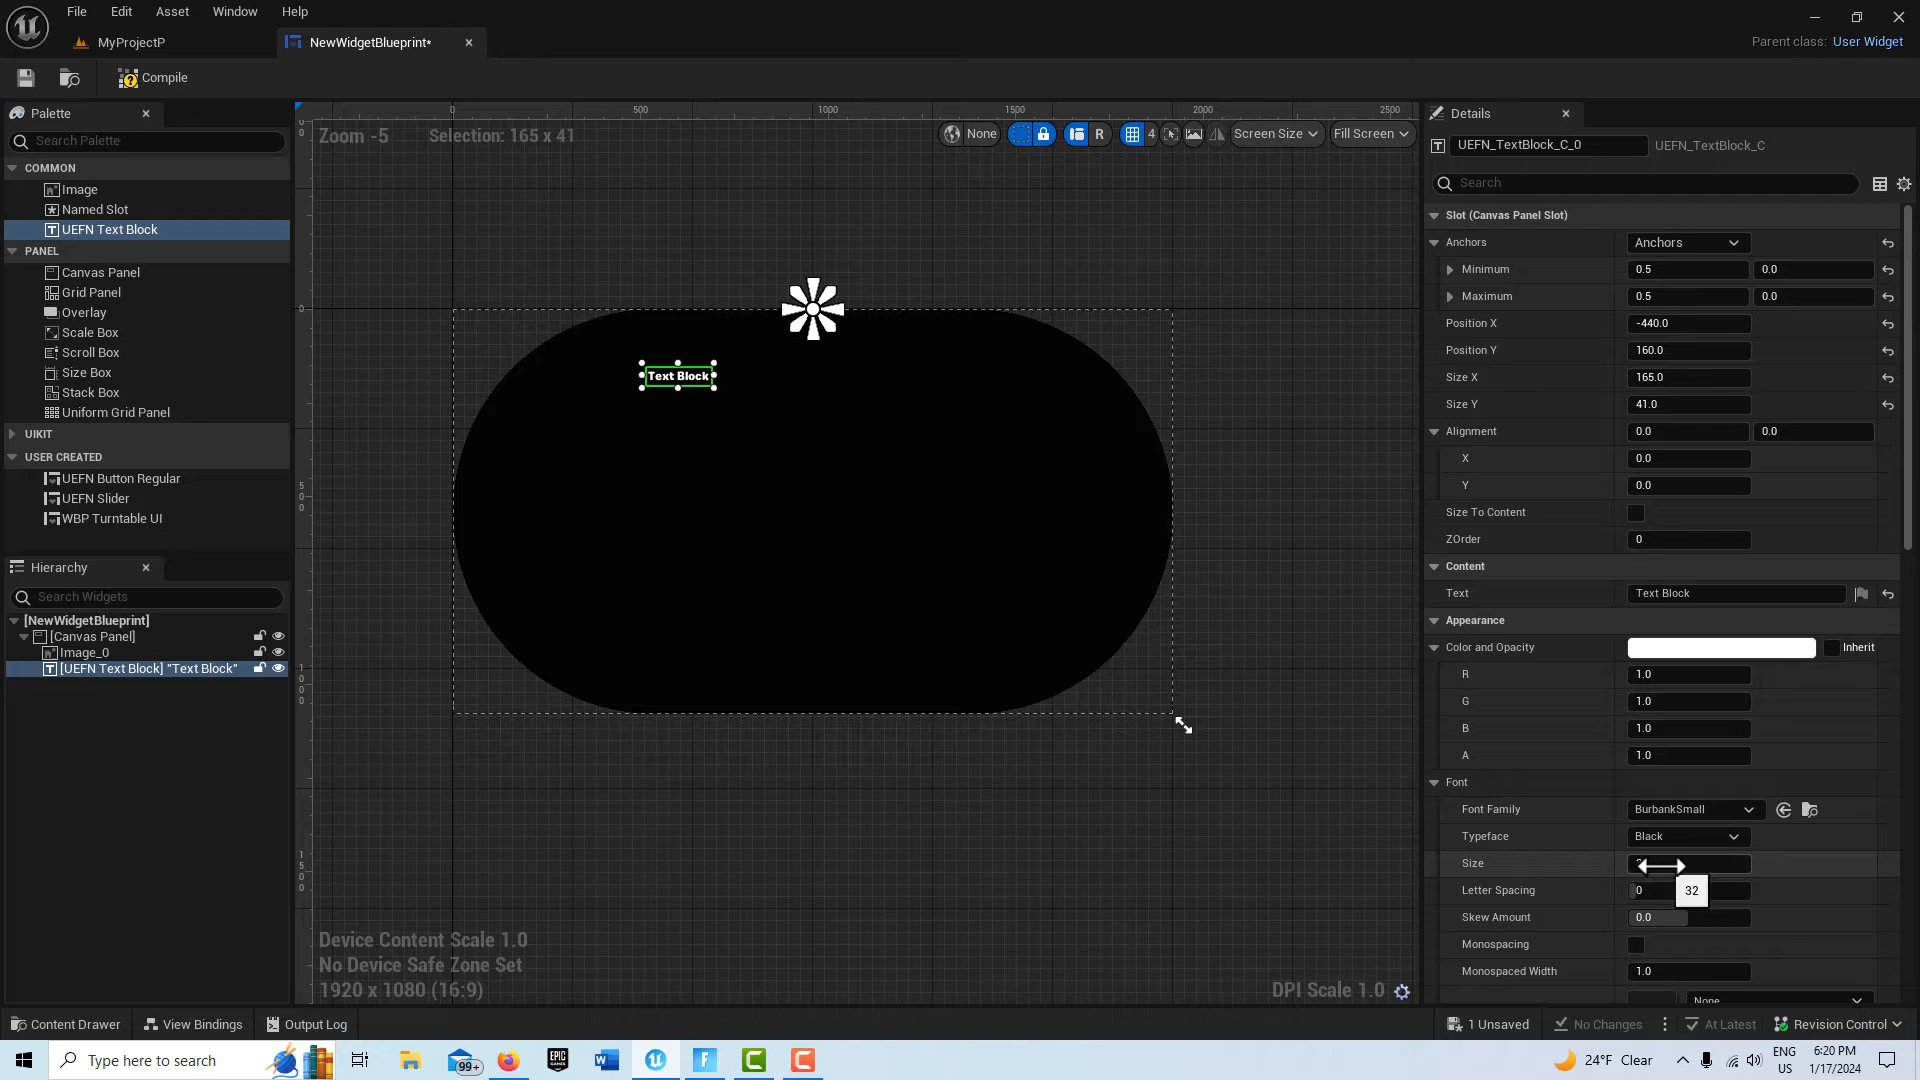 File Edit Asset Window Help
MyProjectP
NewWidgetBlueprint*
Parent class: User Widget
Compile
Palette
Search Palette
COMMON
Image
Named Slot
UEFN Text Block
PANEL
Canvas Panel
Grid Panel
Overlay
Scale Box
Scroll Box
Size Box
Stack Box
Uniform Grid Panel
UIKIT
USER CREATED
UEFN Button Regular
UEFN Slider
WBP Turntable UI
Hierarchy
Search Widgets
[NewWidgetBlueprint]
[Canvas Panel]
Image_0
[UEFN Text Block] "Text Block"
0 500 1000 1500 2000 2500
Zoom -5 Selection: 165 x 41
None R 4 Screen Size Fill Screen
0
0
500
1000
1500
Text Block
Device Content Scale 1.0
No Device Safe Zone Set
1920 x 1080 (16:9)
DPI Scale 1.0
Details
UEFN_TextBlock_C_0 UEFN_TextBlock_C
Search
Slot (Canvas Panel Slot)
Anchors Anchors
Minimum 0.5 0.0
Maximum 0.5 0.0
Position X -440.0
Position Y 160.0
Size X 165.0
Size Y 41.0
Alignment 0.0 0.0
X 0.0
Y 0.0
Size To Content
ZOrder 0
Content
Text Text Block
Appearance
Color and Opacity Inherit
R 1.0
G 1.0
B 1.0
A 1.0
Font
Font Family BurbankSmall
Typeface Black
Size
Letter Spacing 0 32
Skew Amount 0.0
Monospacing
Monospaced Width 1.0
None
Content Drawer View Bindings Output Log
1 Unsaved No Changes At Latest Revision Control
Type here to search
99+
EPIC GAMES
24°F Clear
ENG US
6:20 PM
1/17/2024